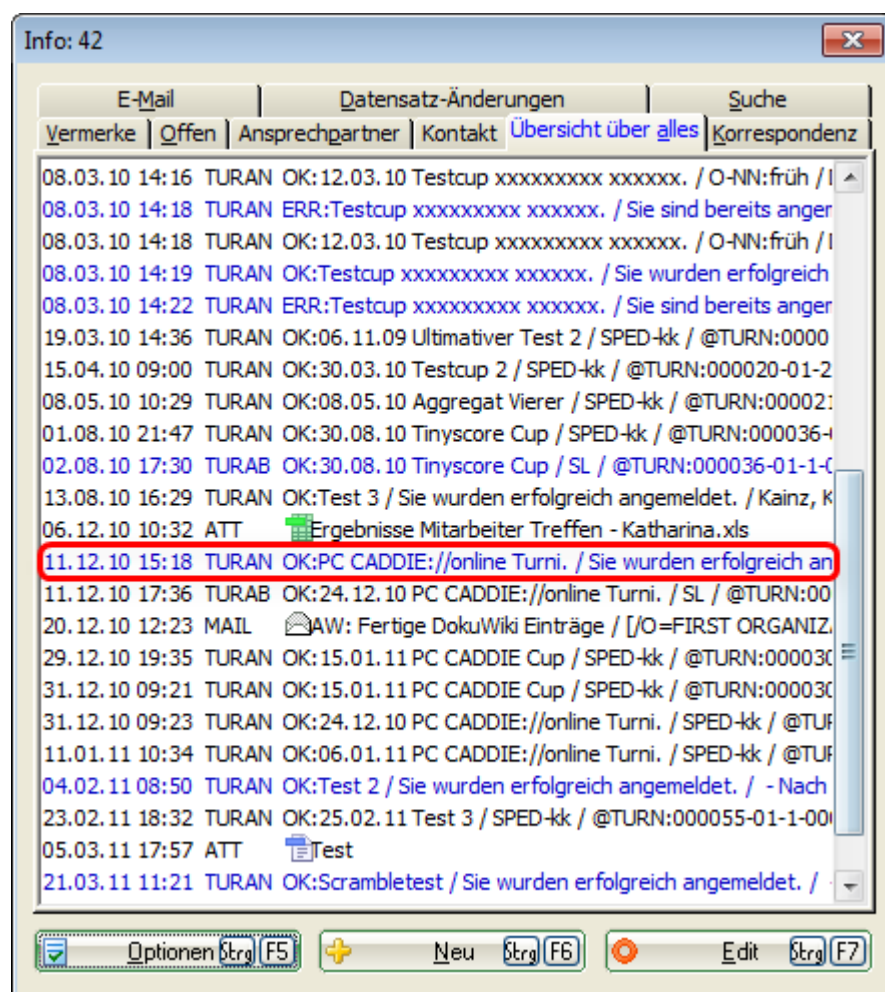 Info: 42
E-Mail Datensatz-Änderungen Suche
Vermerke Offen Ansprechpartner Kontakt Übersicht über alles Korrespondenz
08.03.10 14:16 TURAN OK:12.03.10 Testcup xxxxxxxxx xxxxxx. / O-NN:früh /
08.03.10 14:18 TURAN ERR:Testcup xxxxxxxxx xxxxxx. / Sie sind bereits anger
08.03.10 14:18 TURAN OK:12.03.10 Testcup xxxxxxxxx xxxxxx. / O-NN:früh /
08.03.10 14:19 TURAN OK:Testcup xxxxxxxxx xxxxxx. / Sie wurden erfolgreich
08.03.10 14:22 TURAN ERR:Testcup xxxxxxxxx xxxxxx. / Sie sind bereits anger
19.03.10 14:36 TURAN OK:06.11.09 Ultimativer Test 2 / SPED-kk / @TURN:0000
15.04.10 09:00 TURAN OK:30.03.10 Testcup 2 / SPED-kk / @TURN:000020-01-2
08.05.10 10:29 TURAN OK:08.05.10 Aggregat Vierer / SPED-kk / @TURN:000021
01.08.10 21:47 TURAN OK:30.08.10 Tinyscore Cup / SPED-kk / @TURN:000036-
02.08.10 17:30 TURAB OK:30.08.10 Tinyscore Cup / SL / @TURN:000036-01-1-0
13.08.10 16:29 TURAN OK:Test 3 / Sie wurden erfolgreich angemeldet. / Kainz, K
06.12.10 10:32 ATT Ergebnisse Mitarbeiter Treffen - Katharina.xls
11.12.10 15:18 TURAN OK:PC CADDIE://online Turni. / Sie wurden erfolgreich an
11.12.10 17:36 TURAB OK:24.12.10 PC CADDIE://online Turni. / SL / @TURN:00
20.12.10 12:23 MAIL AW: Fertige DokuWiki Einträge / [/O=FIRST ORGANIZA
29.12.10 19:35 TURAN OK:15.01.11 PC CADDIE Cup / SPED-kk / @TURN:000030
31.12.10 09:21 TURAN OK:15.01.11 PC CADDIE Cup / SPED-kk / @TURN:000030
31.12.10 09:23 TURAN OK:24.12.10 PC CADDIE://online Turni. / SPED-kk / @TUR
11.01.11 10:34 TURAN OK:06.01.11 PC CADDIE://online Turni. / SPED-kk / @TUR
04.02.11 08:50 TURAN OK:Test 2 / Sie wurden erfolgreich angemeldet. / - Nach
23.02.11 18:32 TURAN OK:25.02.11 Test 3 / SPED-kk / @TURN:000055-01-1-00
05.03.11 17:57 ATT Test
21.03.11 11:21 TURAN OK:Scrambletest / Sie wurden erfolgreich angemeldet. /
Optionen Strg F5 Neu Strg F6 Edit Strg F7